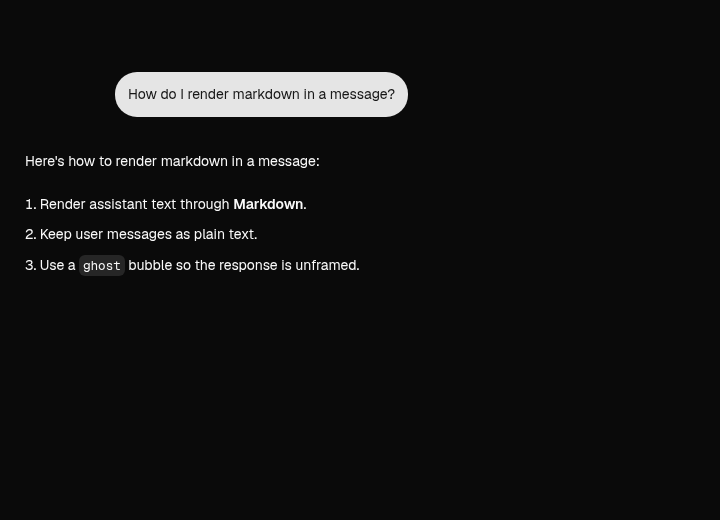 How do I render markdown in a message?
Here's how to render markdown in a message:
1. Render assistant text through Markdown.
2. Keep user messages as plain text.
3. Use a ghost bubble so the response is unframed.